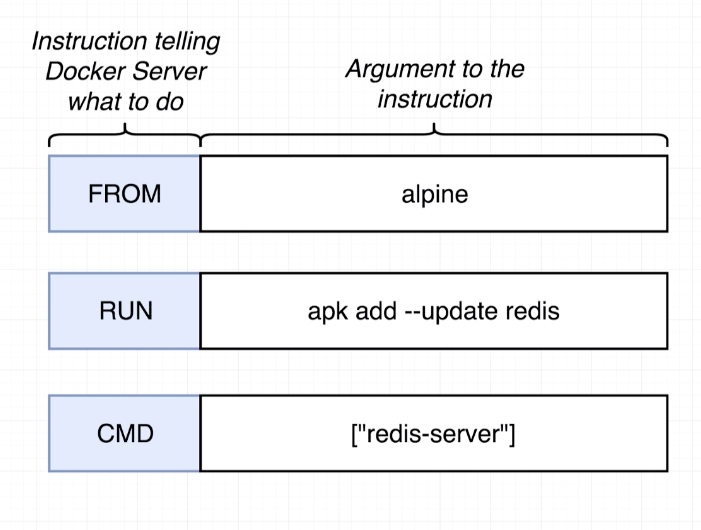 Instruction telling
Docker Server
what to do
Argument to the
instruction
FROM
alpine
RUN
apk add --update redis
CMD
["redis-server"]